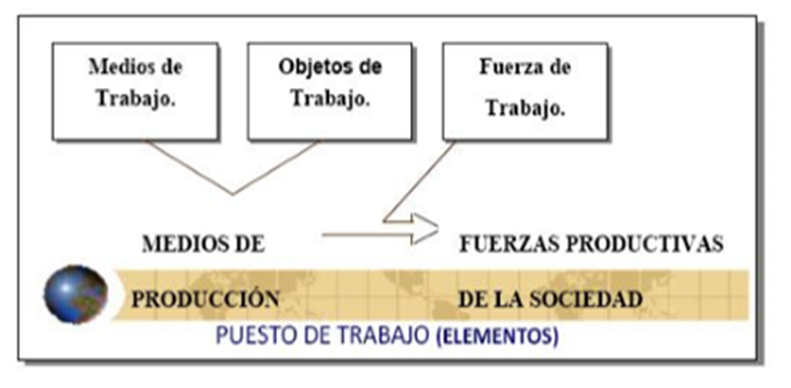 Medios de
Trabajo.
Objetos de
Trabajo.
Fuerza de
Trabajo.
MEDIOS DE
PRODUCCIÓN
FUERZAS PRODUCTIVAS
DE LA SOCIEDAD
PUESTO DE TRABAJO (ELEMENTOS)